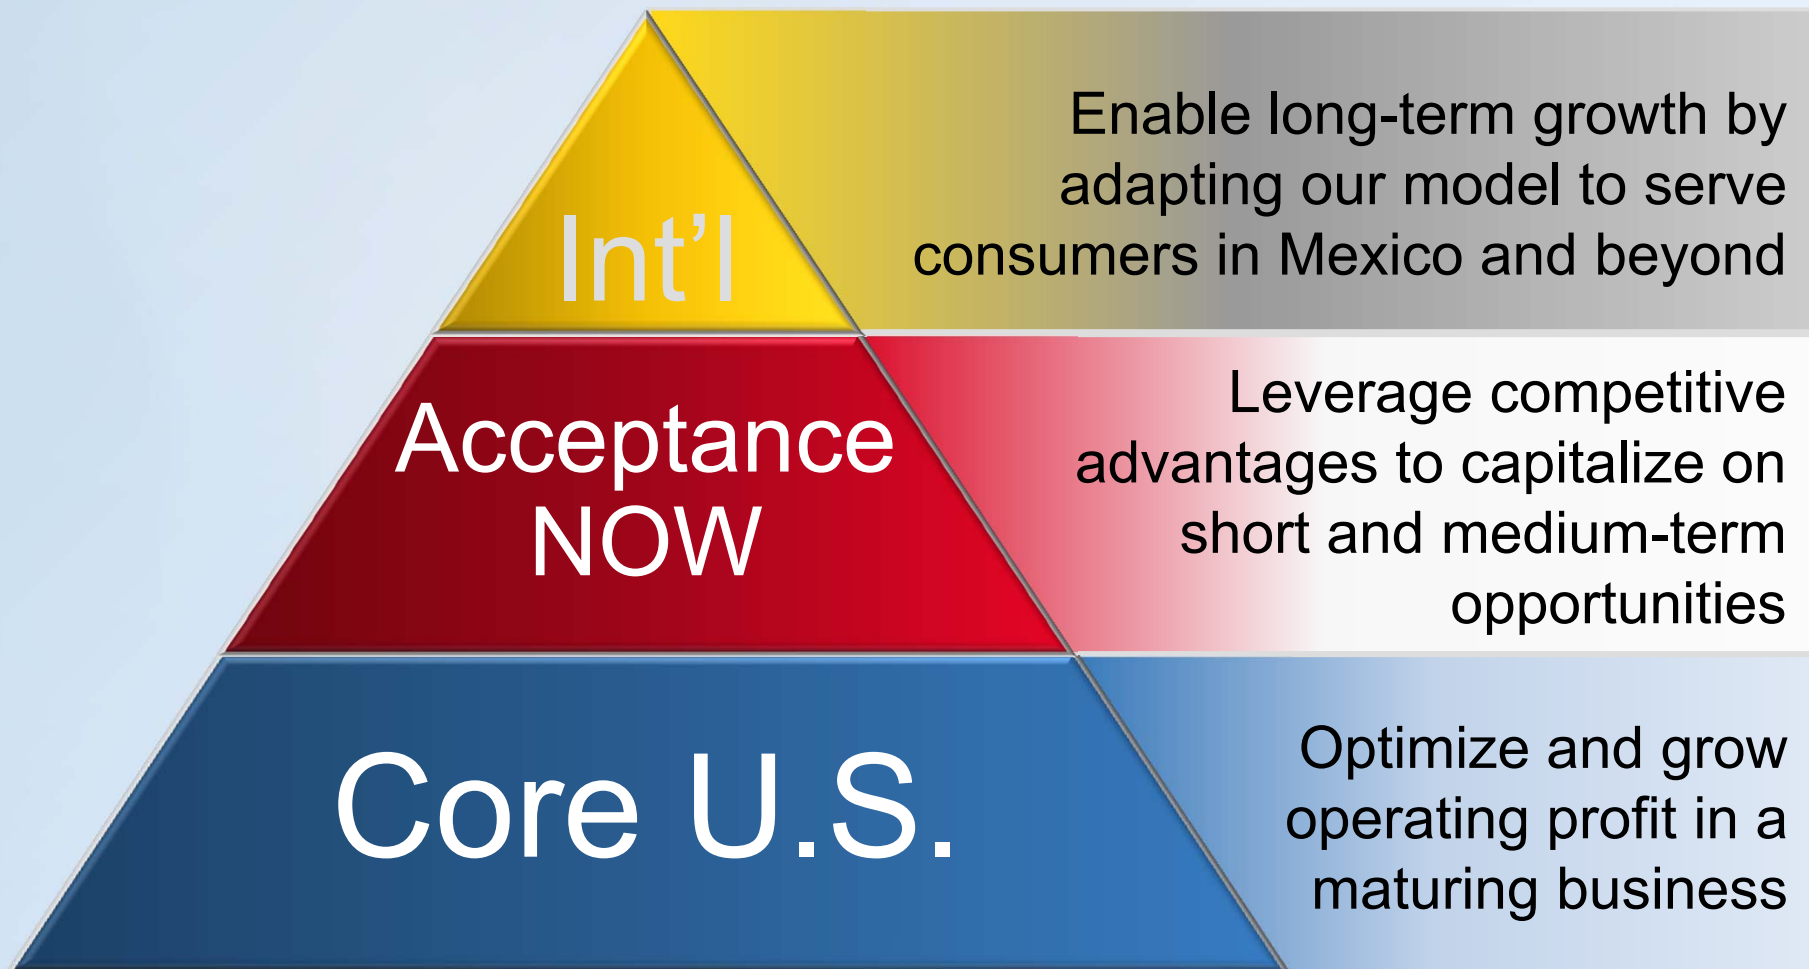 Int’l
Enable long-term growth by
adapting our model to serve
consumers in Mexico and beyond
Acceptance
NOW
Leverage competitive
advantages to capitalize on
short and medium-term
opportunities
Core U.S.
Optimize and grow
operating profit in a
maturing business